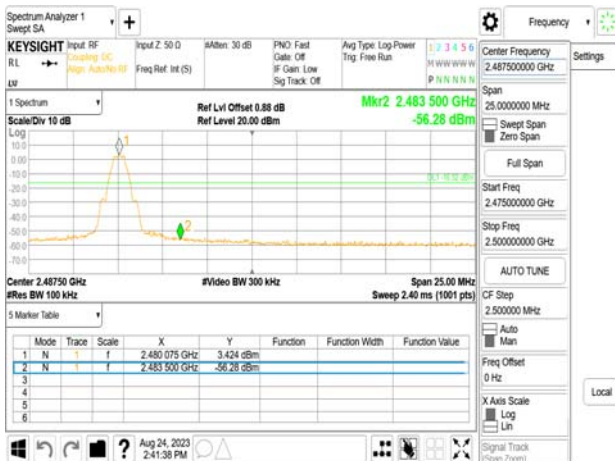 Spectrum Analyzer 1
Swept SA
Frequency
KEYSIGHT
Input: RF
Coupling: DC
Align: Auto/No RF
Input Z: 50 Ω
Freq Ref: Int (S)
#Atten: 30 dB
PNO: Fast
Gate: Off
IF Gain: Low
Sig Track: Off
Avg Type: Log-Power
Trig: Free Run
1 2 3 4 5 6
M W W W W W
P N N N N N
RL
LXI
Center Frequency
2.487500000 GHz
Settings
Span
25.0000000 MHz
Swept Span
Zero Span
Full Span
Start Freq
2.475000000 GHz
Stop Freq
2.500000000 GHz
AUTO TUNE
CF Step
2.500000 MHz
Auto
Man
Freq Offset
0 Hz
X Axis Scale
Log
Lin
Signal Track
(Span Zoom)
Local
1 Spectrum
Scale/Div 10 dB
Ref Lvl Offset 0.88 dB
Ref Level 20.00 dBm
Mkr2 2.483 500 GHz
-56.28 dBm
Log
10.0
0.00
-10.0
-20.0
-30.0
-40.0
-50.0
-60.0
-70.0
1
2
Center 2.48750 GHz
#Res BW 100 kHz
#Video BW 300 kHz
Span 25.00 MHz
Sweep 2.40 ms (1001 pts)
5 Marker Table
Mode Trace Scale X Y Function Function Width Function Value
1 N 1 f 2.480 075 GHz 3.424 dBm
2 N 1 f 2.483 500 GHz -56.28 dBm
3
4
5
6
?
Aug 24, 2023
2:41:38 PM